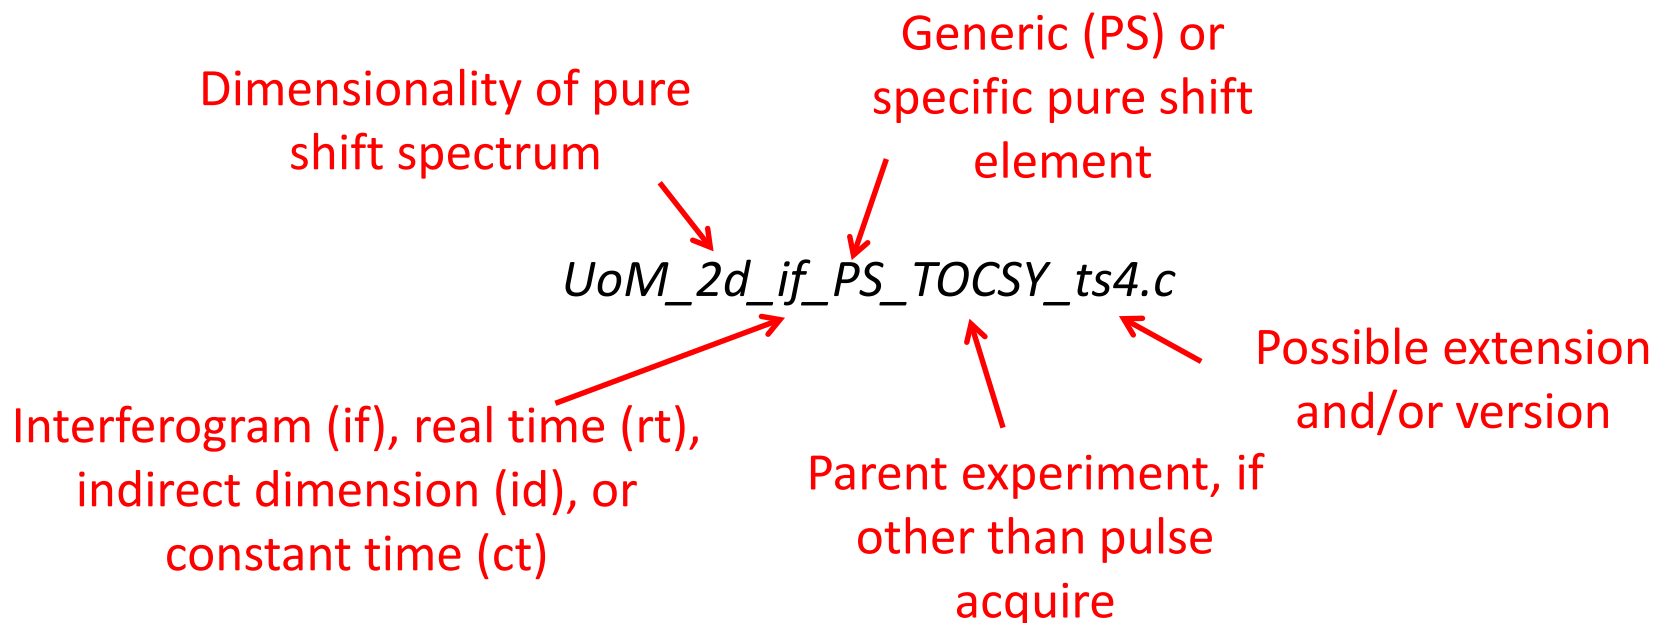 Dimensionality of pure
shift spectrum
Generic (PS) or
specific pure shift
element
UoM_2d_if_PS_TOCSY_ts4.c
Interferogram (if), real time (rt),
indirect dimension (id), or
constant time (ct)
Parent experiment, if
other than pulse
acquire
Possible extension
and/or version